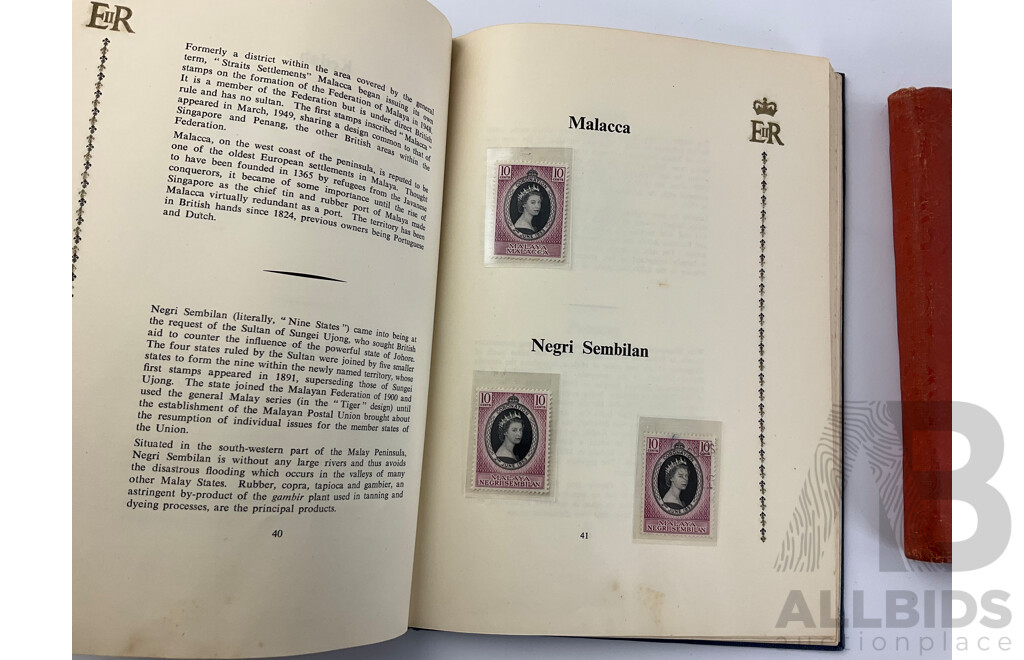 EIIR
Formerly a district within the area covered by the general
term, "Straits Settlements" Malacca began issuing its own
stamps on the formation of the Federation of Malaya in 1948.
It is a member of the Federation but is under direct British
rule and has no sultan. The first stamps inscribed "Malacca"
appeared in March, 1949, sharing a design common to that of
Singapore and Penang, the other British areas within the
Federation.
Malacca, on the west coast of the peninsula, is reputed to be
one of the oldest European settlements in Malaya. Thought
to have been founded in 1365 by refugees from the Javanese
conquerors, it became of some importance until the rise of
Singapore as the chief tin and rubber port of Malaya made
Malacca virtually redundant as a port. The territory has been
in British hands since 1824, previous owners being Portuguese
and Dutch.
Negri Sembilan (literally, "Nine States") came into being at
the request of the Sultan of Sungei Ujong, who sought British
aid to counter the influence of the powerful state of Johore.
The four states ruled by the Sultan were joined by five smaller
states to form the nine within the newly named territory, whose
first stamps appeared in 1891, superseding those of Sungei
Ujong. The state joined the Malayan Federation of 1900 and
used the general Malay series (in the "Tiger" design) until
the establishment of the Malayan Postal Union brought about
the resumption of individual issues for the member states of
the Union.
Situated in the south-western part of the Malay Peninsula,
Negri Sembilan is without any large rivers and thus avoids
the disastrous flooding which occurs in the valleys of many
other Malay States. Rubber, copra, tapioca and gambier, an
astringent by-product of the gambir plant used in tanning and
dyeing processes, are the principal products.
40
EIIR
Malacca
10 10
MALAYA
MALACCA
Negri Sembilan
10 10
MALAYA
NEGRI SEMBILAN
10 10
MALAYA
NEGRI SEMBILAN
41
B
ALLBIDS
auctionplace